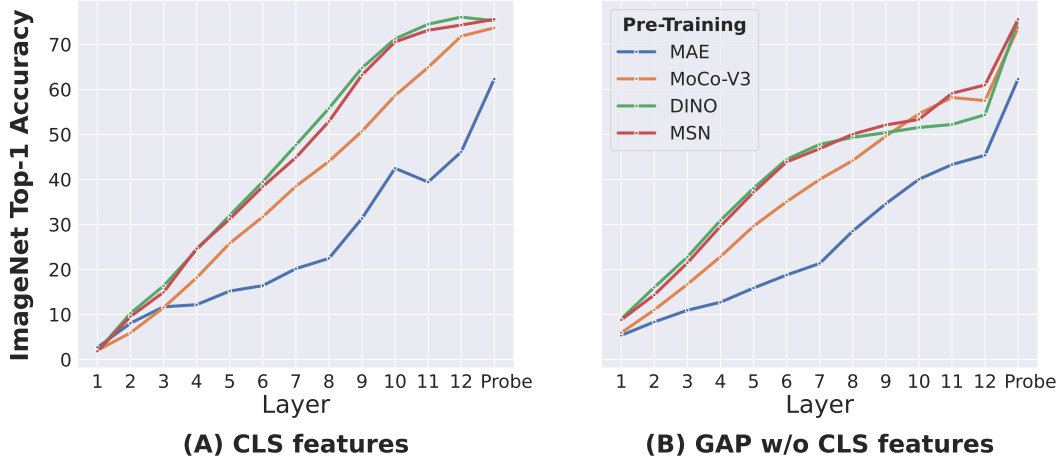 ImageNet Top-1 Accuracy
70
60
50
40
30
20
10
0
1 2 3 4 5 6 7 8 9 10 11 12 Probe
Layer
(A) CLS features
Pre-Training
MAE
MoCo-V3
DINO
MSN
1 2 3 4 5 6 7 8 9 10 11 12 Probe
Layer
(B) GAP w/o CLS features